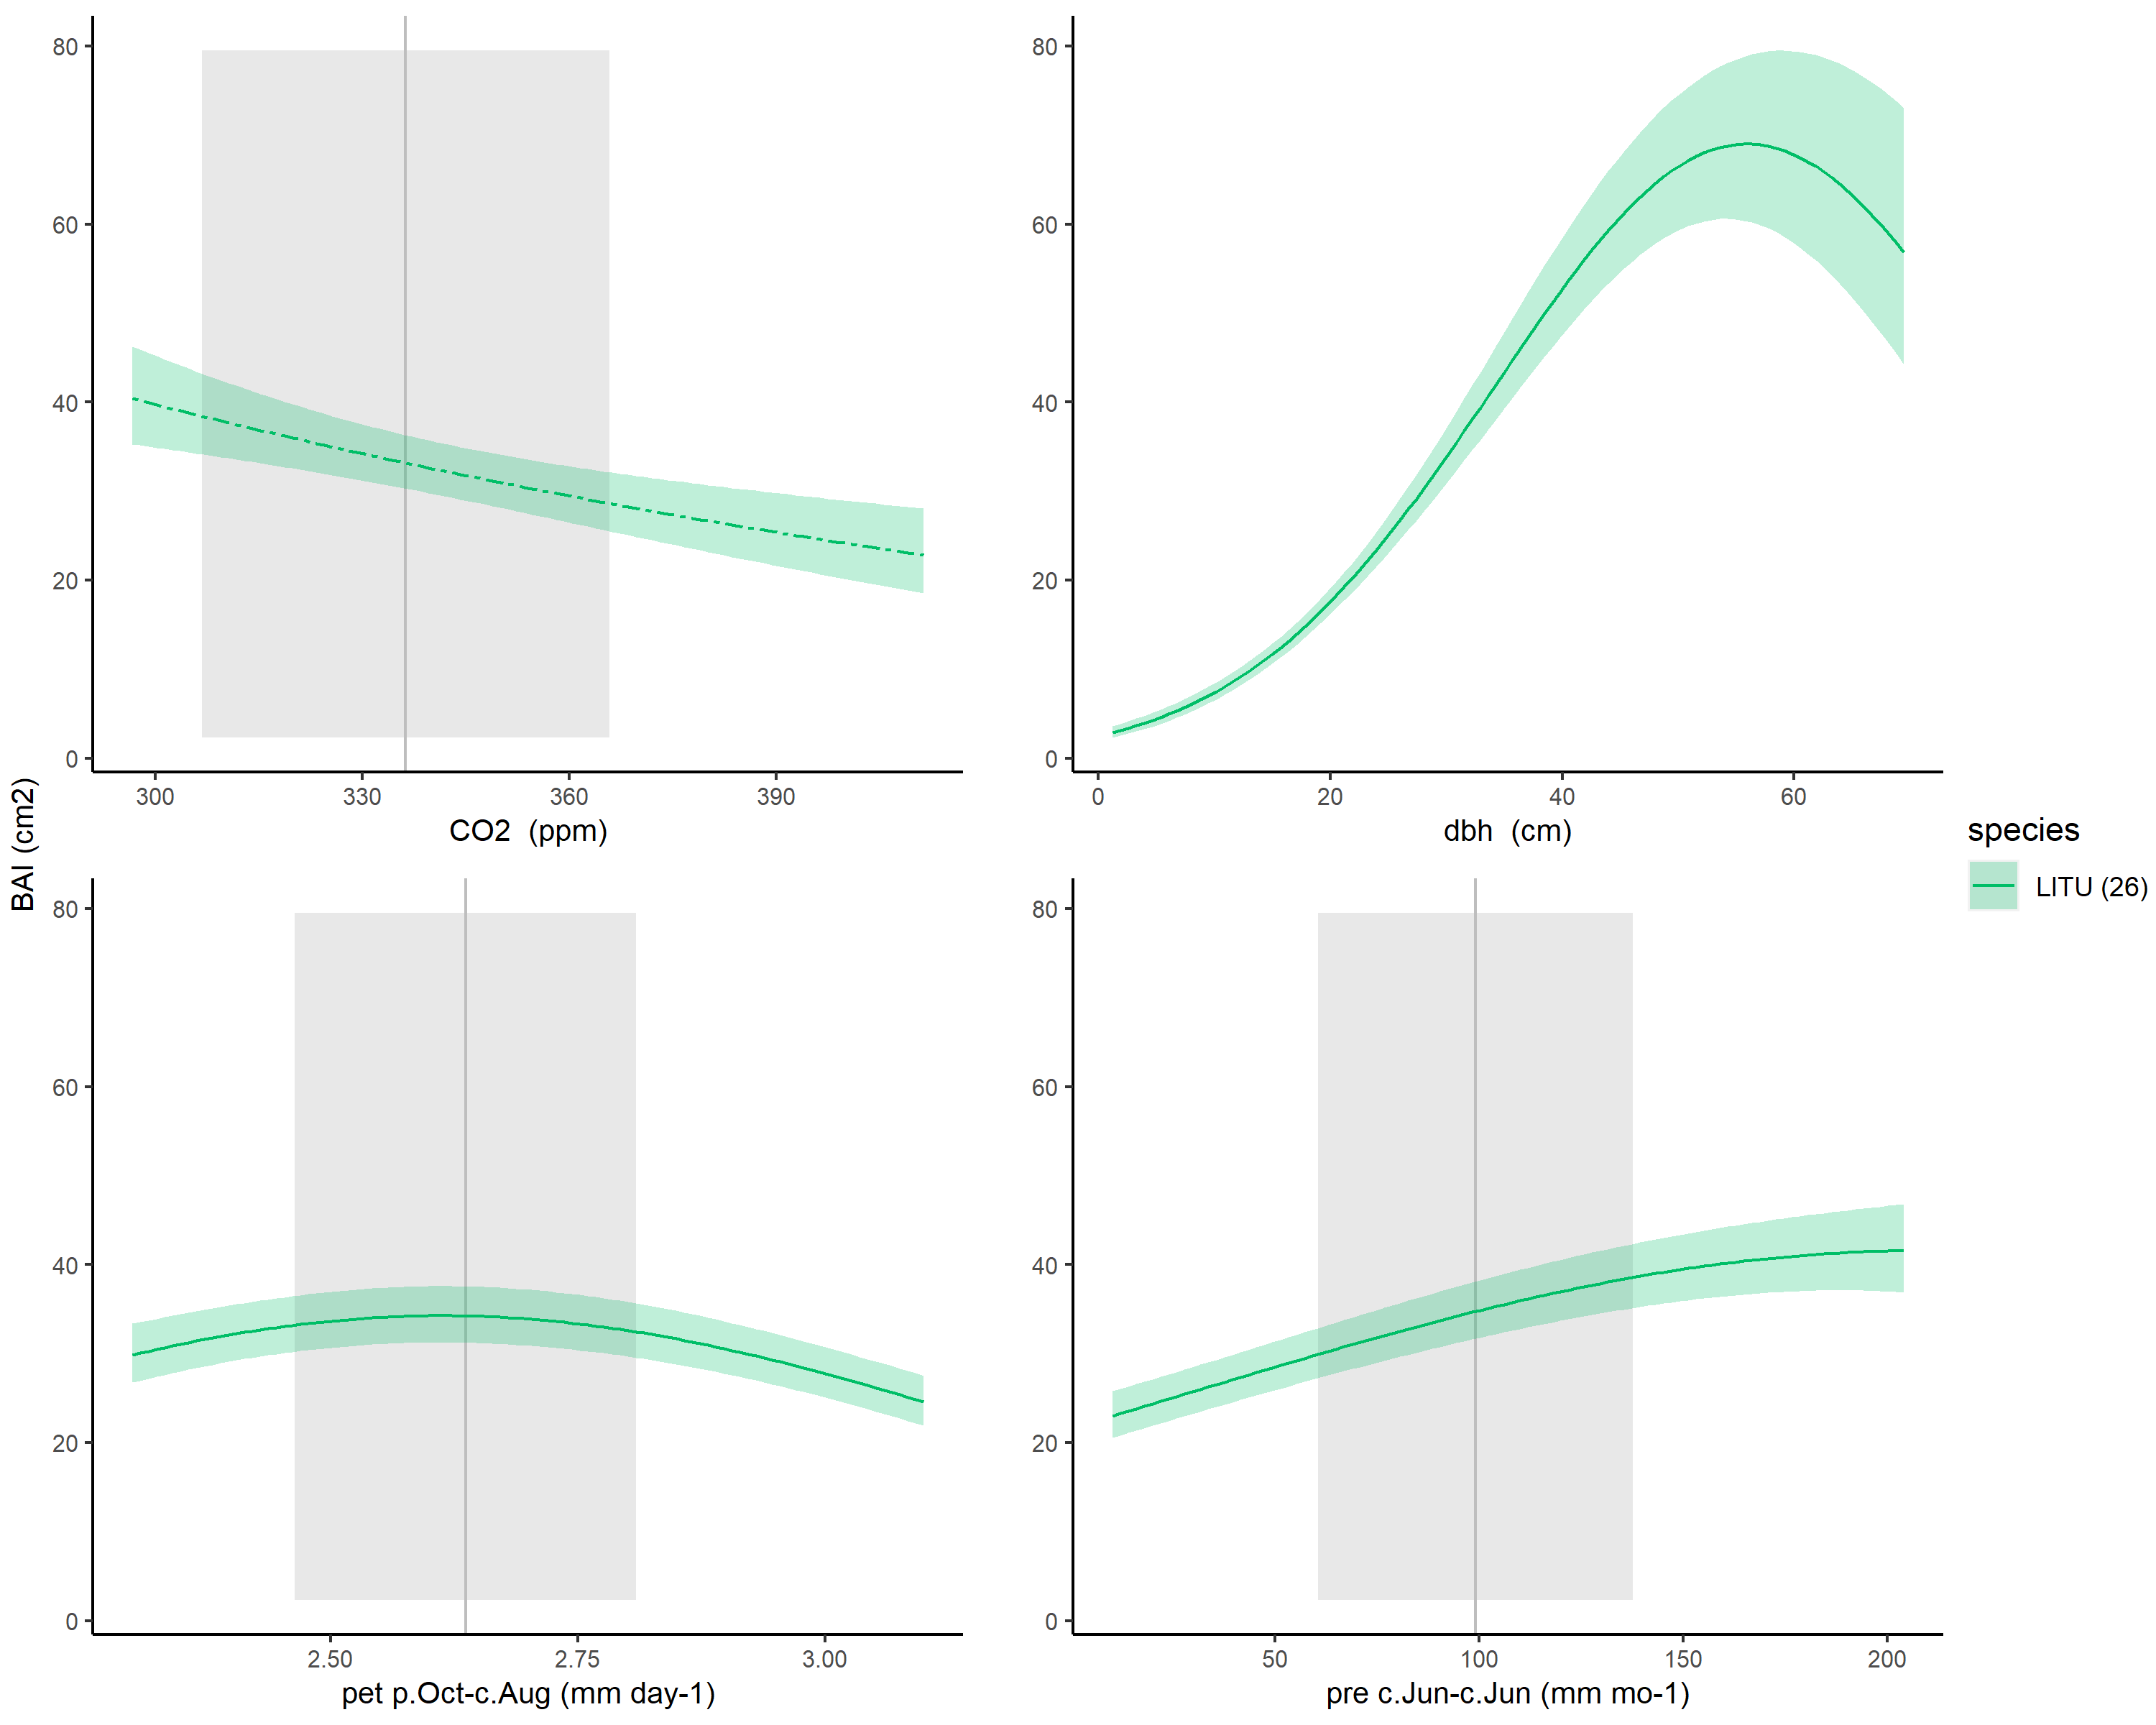 BAI (cm2)
80
60
40
20
0
300 330 360 390
CO2 (ppm)
80
60
40
20
0
0 20 40 60
dbh (cm)
80
60
40
20
0
2.50 2.75 3.00
pet p.Oct-c.Aug (mm day-1)
80
60
40
20
0
50 100 150 200
pre c.Jun-c.Jun (mm mo-1)
species
LITU (26)